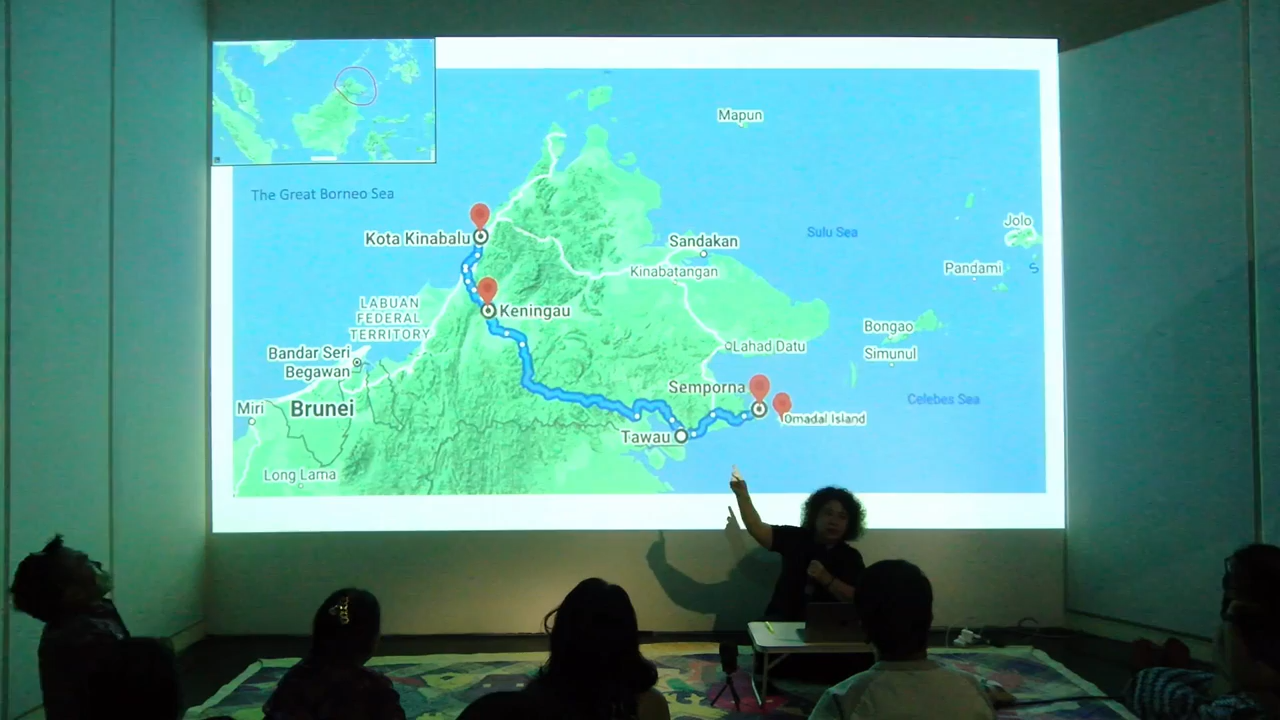 Mapun
The Great Borneo Sea
Jolo
Sulu Sea
Kota Kinabalu
Sandakan
Kinabatangan
Pandami
S
LABUAN
FEDERAL
TERRITORY
Keningau
Bongao
Lahad Datu
Simunul
Bandar Seri
Begawan
Semporna
Celebes Sea
Miri
Brunei
Omadal Island
Tawau
Long Lama